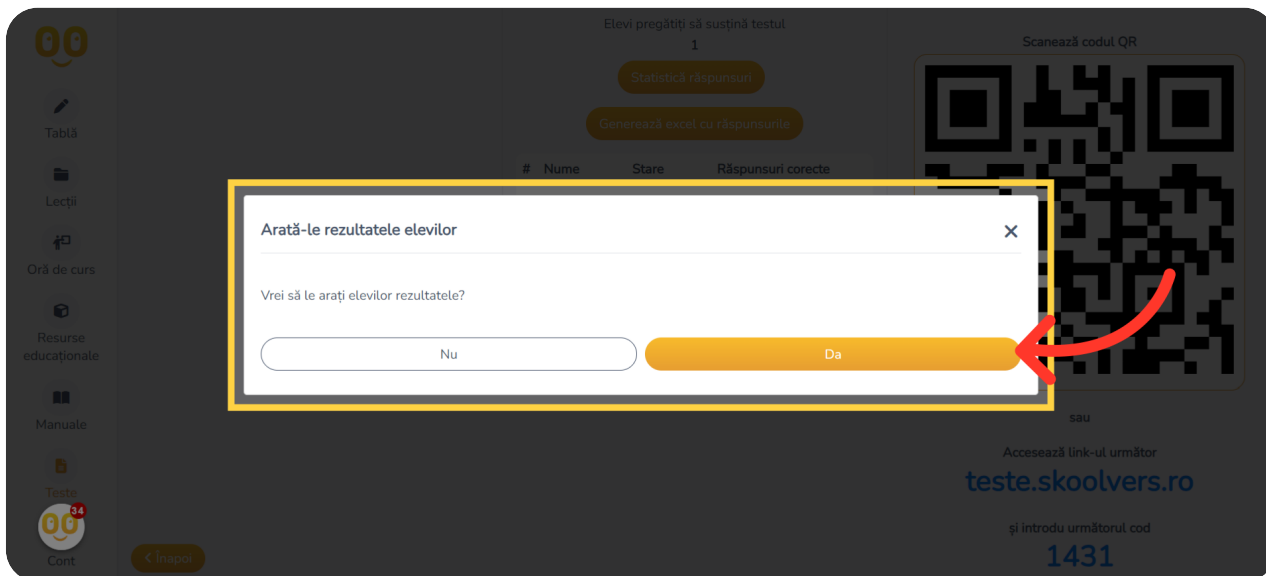 Tablă
Lecții
Oră de curs
Resurse
educaționale
Manuale
Teste
34
Cont
< Înapoi
Elevi pregătiți să susțină testul
1
Statistică răspunsuri
Generează excel cu răspunsurile
# Nume Stare Răspunsuri corecte
Arată-le rezultatele elevilor
Vrei să le arați elevilor rezultatele?
Nu
Da
Scanează codul QR
sau
Accesează link-ul următor
teste.skoolvers.ro
și introdu următorul cod
1431